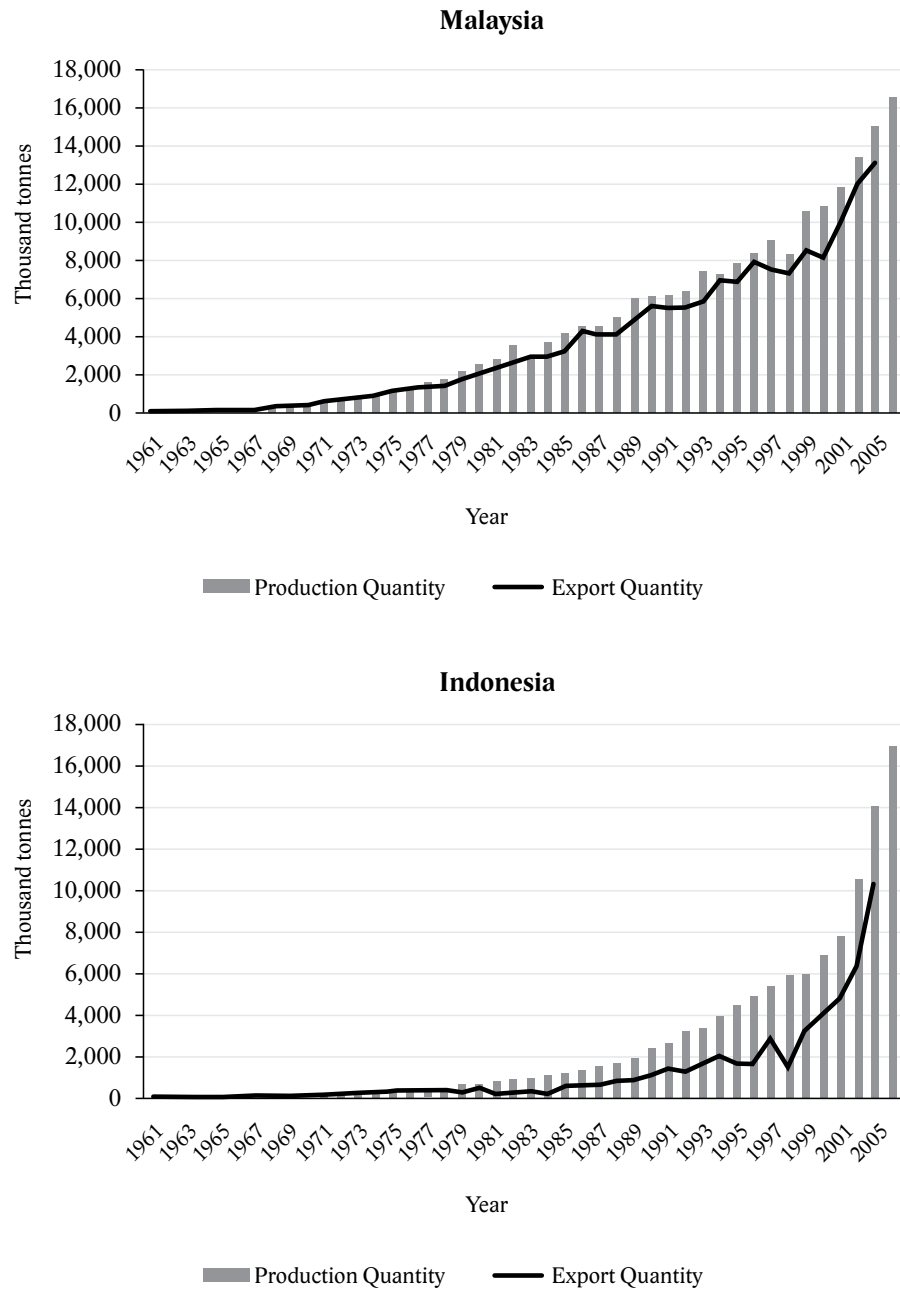 Malaysia
18,000
16,000
14,000
12,000
10,000
8,000
6,000
4,000
2,000
0
Thousand tonnes
1961 1963 1965 1967 1969 1971 1973 1975 1977 1979 1981 1983 1985 1987 1989 1991 1993 1995 1997 1999 2001 2005
Year
Production Quantity Export Quantity
Indonesia
18,000
16,000
14,000
12,000
10,000
8,000
6,000
4,000
2,000
0
Thousand tonnes
1961 1963 1965 1967 1969 1971 1973 1975 1977 1979 1981 1983 1985 1987 1989 1991 1993 1995 1997 1999 2001 2005
Year
Production Quantity Export Quantity